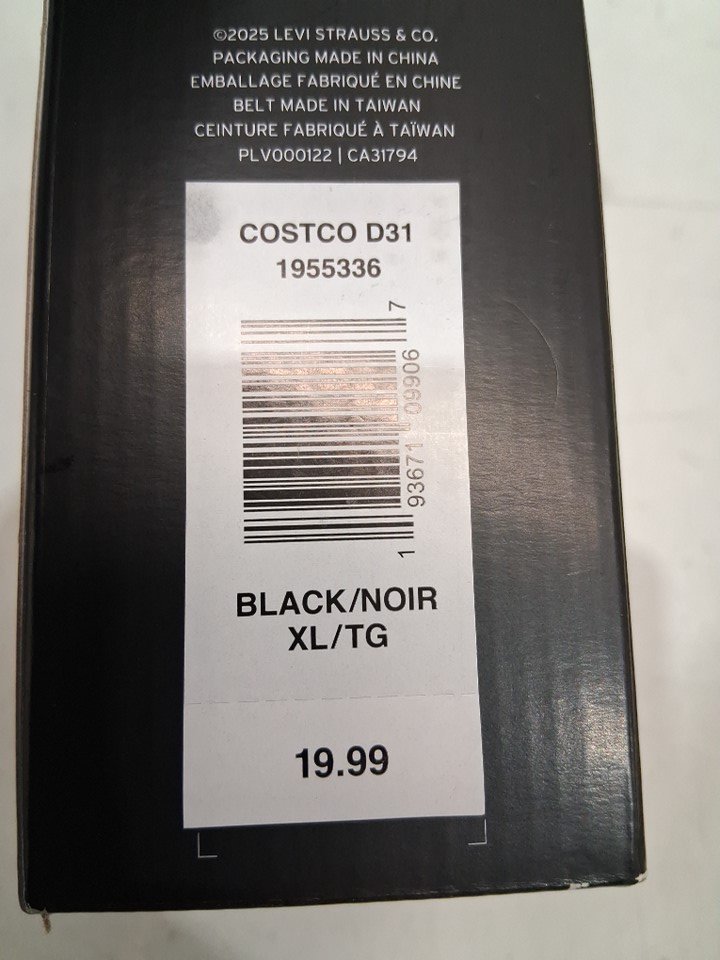 ©2025 LEVI STRAUSS & CO.
PACKAGING MADE IN CHINA
EMBALLAGE FABRIQUÉ EN CHINE
BELT MADE IN TAIWAN
CEINTURE FABRIQUÉ À TAÏWAN
PLV000122 | CA31794
COSTCO D31
1955336
1 93671 09906 7
BLACK/NOIR
XL/TG
19.99